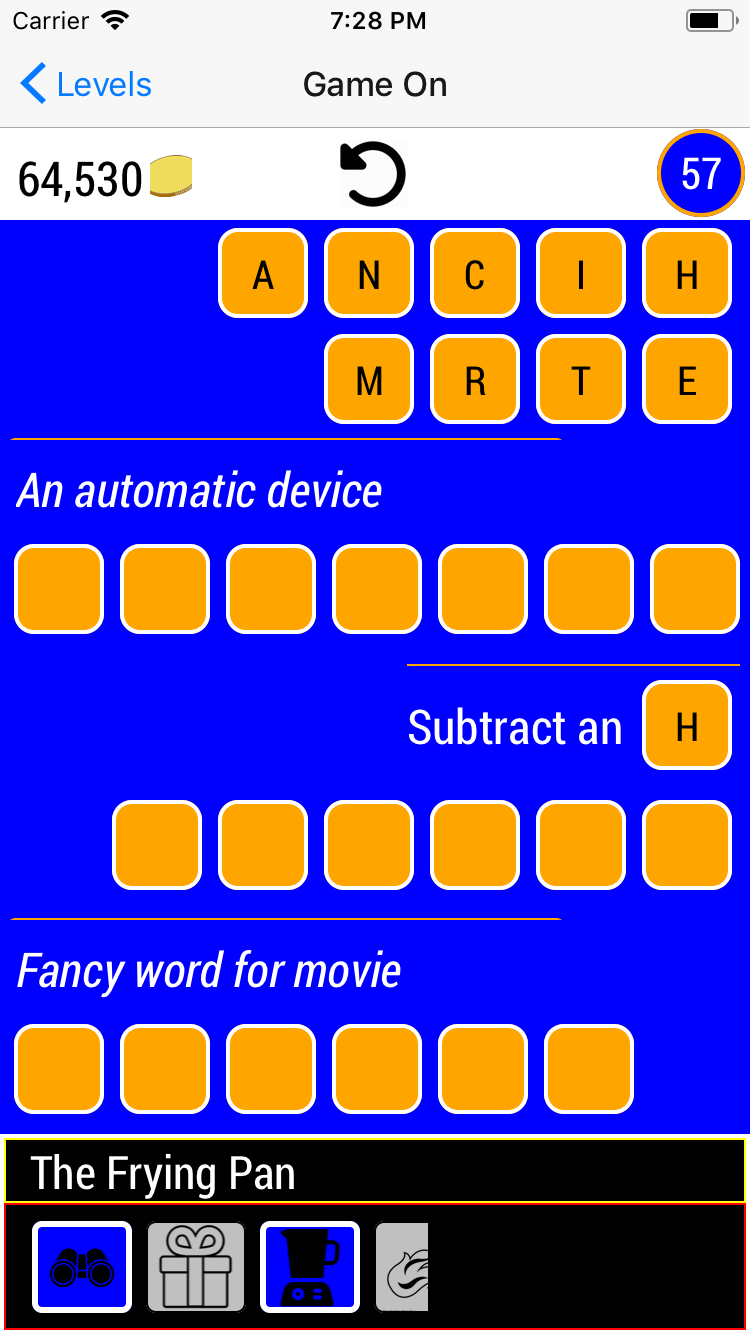 Carrier 7:28 PM
Levels Game On
64,530 57
A N C I H
M R T E
An automatic device
Subtract an H
Fancy word for movie
The Frying Pan